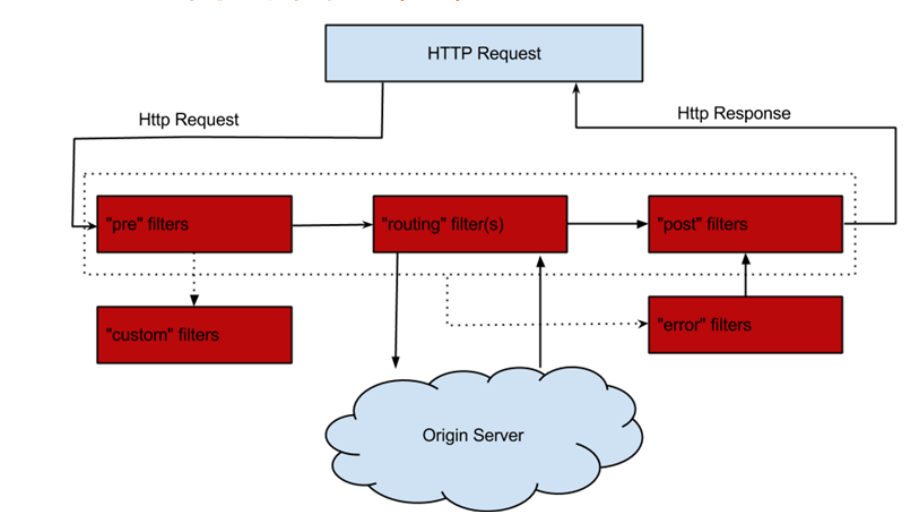 HTTP Request
Http Request
Http Response
"pre" filters
"routing" filter(s)
"post" filters
"custom" filters
"error" filters
Origin Server